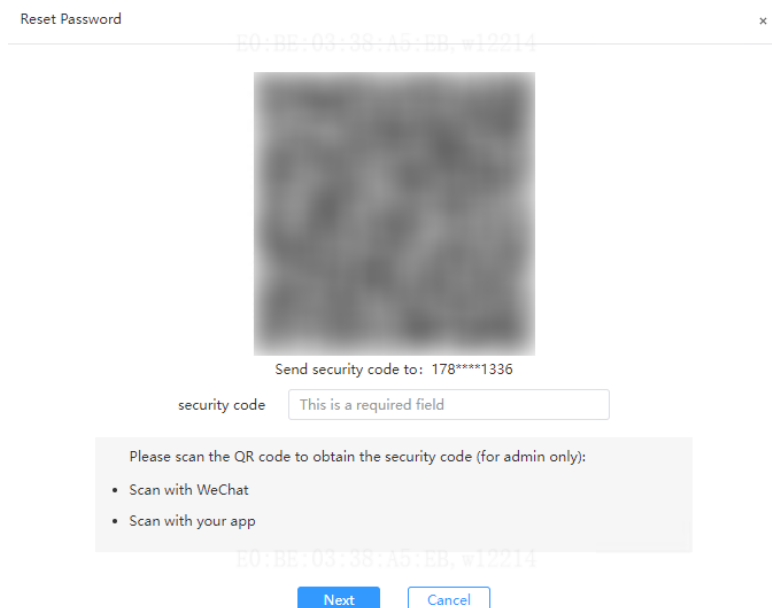 Reset Password
×
E0:BE:03:38:A5:EB, w12214
Send security code to: 178****1336
security code
This is a required field
Please scan the QR code to obtain the security code (for admin only):
• Scan with WeChat
• Scan with your app
E0:BE:03:38:A5:EB, w12214
Next
Cancel